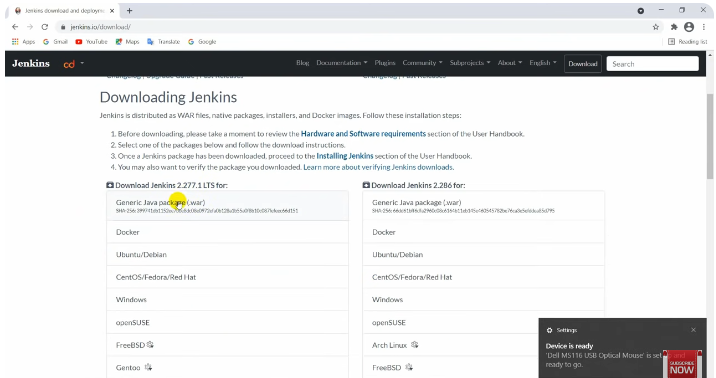 Jenkins download and deployme
jenkins.io/download/
Apps Gmail YouTube Maps Translate Google Reading list
Jenkins cd Blog Documentation Plugins Community Subprojects About English Download Search
Changelog | Upgrade Guide | Past Releases Changelog | Past Releases
Downloading Jenkins
Jenkins is distributed as WAR files, native packages, installers, and Docker images. Follow these installation steps:
1. Before downloading, please take a moment to review the Hardware and Software requirements section of the User Handbook.
2. Select one of the packages below and follow the download instructions.
3. Once a Jenkins package has been downloaded, proceed to the Installing Jenkins section of the User Handbook.
4. You may also want to verify the package you downloaded. Learn more about verifying Jenkins downloads.
Download Jenkins 2.277.1 LTS for:
Generic Java package (.war)
SHA-256:
Docker
Ubuntu/Debian
CentOS/Fedora/Red Hat
Windows
openSUSE
FreeBSD
Gentoo
Download Jenkins 2.286 for:
Generic Java package (.war)
SHA-256:
Docker
Ubuntu/Debian
CentOS/Fedora/Red Hat
Windows
openSUSE
Arch Linux
FreeBSD
Settings
Device is ready
'Dell MS116 USB Optical Mouse' is set up and
ready to go.
SUBSCRIBE
NOW